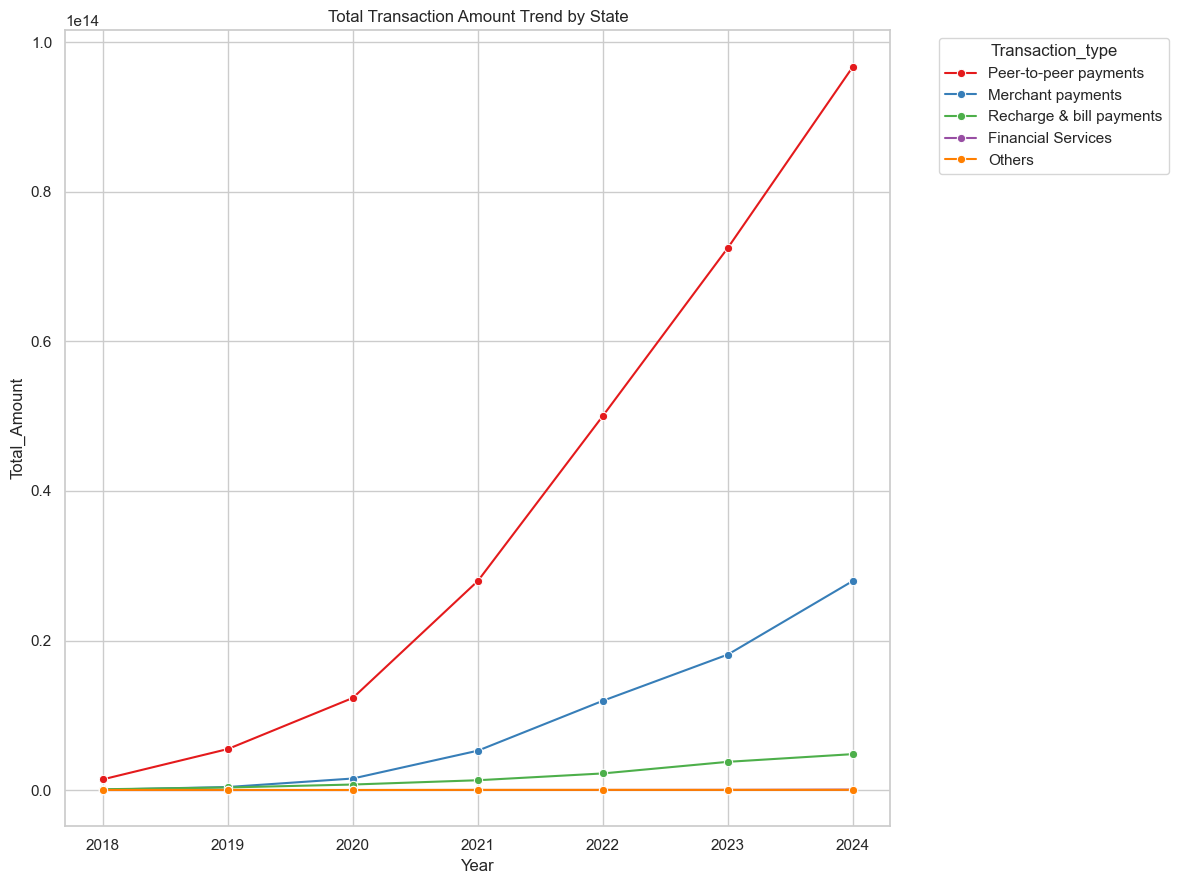 Total Transaction Amount Trend by State
1e14
1.0
0.8
0.6
0.4
0.2
0.0
Total_Amount
2018 2019 2020 2021 2022 2023 2024
Year
Transaction_type
Peer-to-peer payments
Merchant payments
Recharge & bill payments
Financial Services
Others